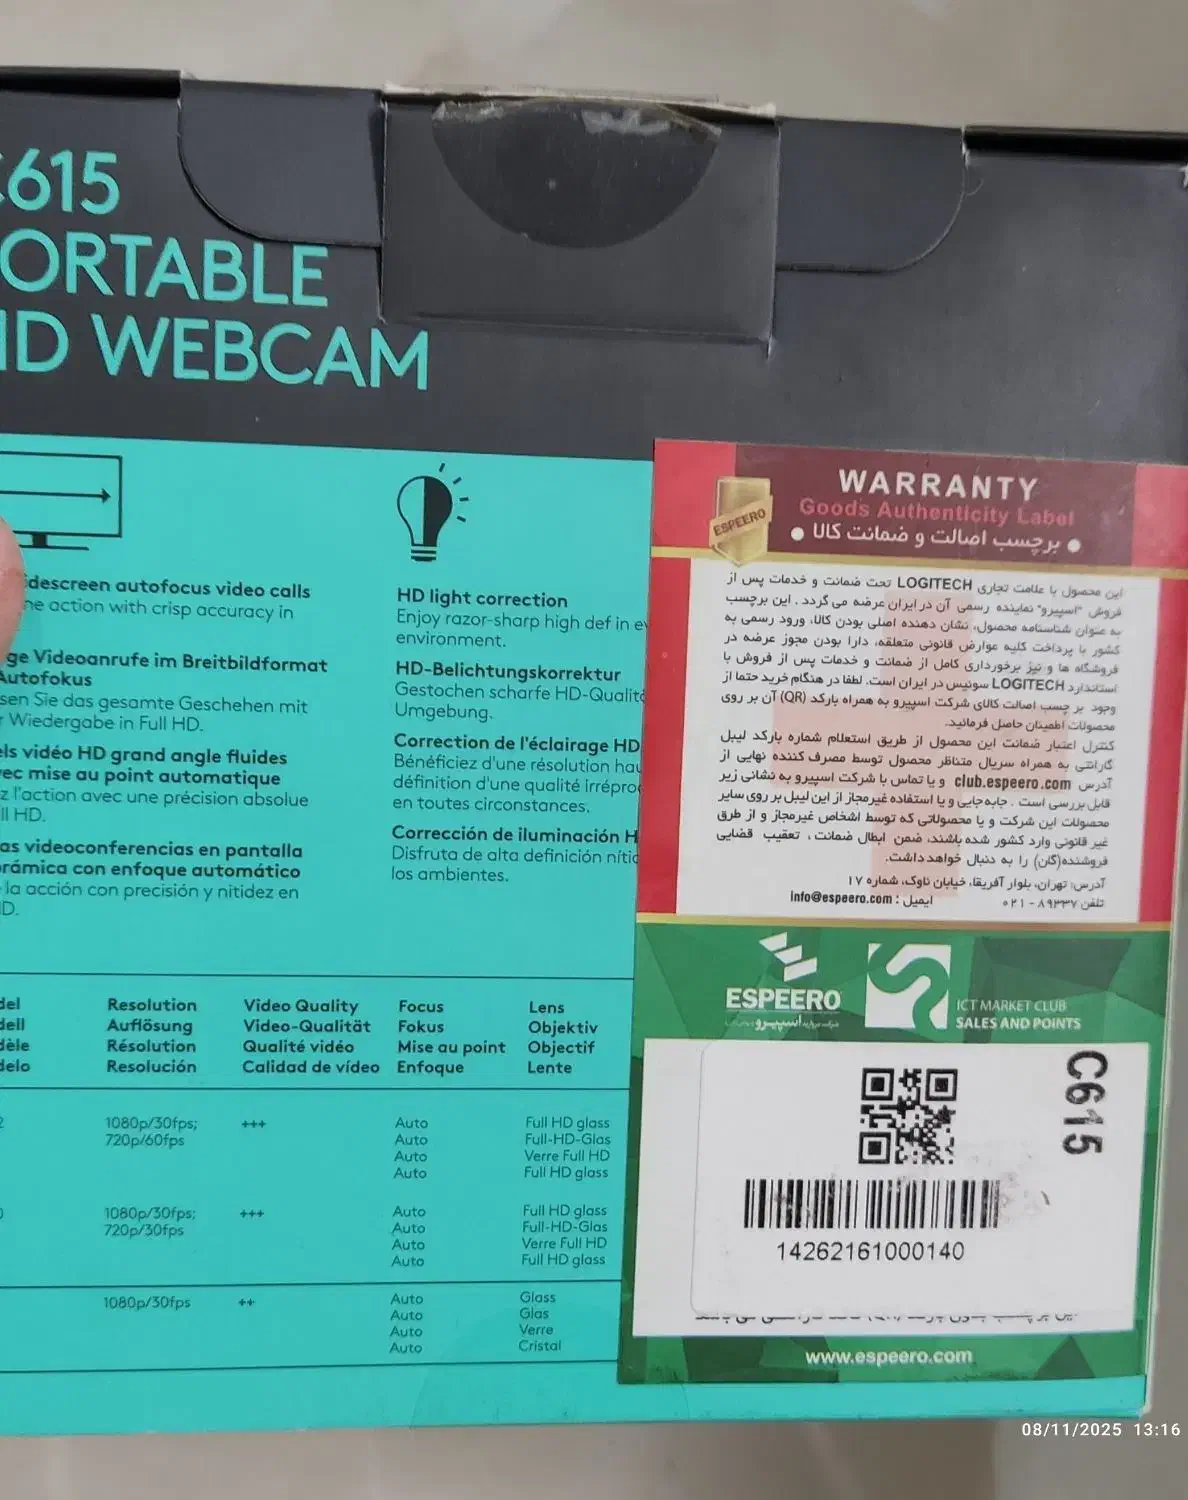 C615
PORTABLE
HD WEBCAM
Widescreen autofocus video calls
action with crisp accuracy in
Videoanrufe im Breitbildformat
Autofokus
das gesamte Geschehen mit
Wiedergabe in Full HD.
vidéo HD grand angle fluides
avec mise au point automatique
l'action avec une précision absolue
HD.
videoconferencias en pantalla
panorámica con enfoque automático
la acción con precisión y nitidez en
HD light correction
Enjoy razor-sharp high def in
environment.
HD-Belichtungskorrektur
Gestochen scharfe HD-Qualitä
Umgebung.
Correction de l'éclairage HD
Bénéficiez d'une résolution
définition d'une qualité
en toutes circonstances.
Corrección de iluminación H
Disfruta de alta definición
los ambientes.
Resolution Video Quality Focus Lens
Auflösung Video-Qualität Fokus Objektiv
Résolution Qualité vidéo Mise au point Objectif
Resolución Calidad de vídeo Enfoque Lente
1080p/30fps; +++ Auto Full HD glass
720p/60fps Auto Full-HD-Glas
Auto Verre Full HD
Auto Full HD glass
1080p/30fps; +++ Auto Full HD glass
720p/30fps Auto Full-HD-Glas
Auto Verre Full HD
Auto Full HD glass
1080p/30fps ++ Auto Glass
Auto Glas
Auto Verre
Auto Cristal
WARRANTY
Goods Authenticity Label
● برچسب اصالت و ضمانت کالا ●
ESPEERO
این محصول با علامت تجاری LOGITECH تحت ضمانت و خدمات پس از
فروش "اسپیرو" نماینده رسمی آن در ایران عرضه می گردد . این برچسب
به عنوان شناسنامه محصول، نشان دهنده اصلی بودن کالا، ورود رسمی به
کشور با پرداخت کلیه عوارض قانونی متعلقه، دارا بودن مجوز عرضه در
فروشگاه ها و نیز برخورداری کامل از ضمانت و خدمات پس از فروش با
استاندارد LOGITECH سوئیس در ایران است. لطفا در هنگام خرید حتما از
وجود بر چسب اصالت کالای شرکت اسپیرو به همراه بارکد (QR) آن بر روی
محصولات اطمینان حاصل فرمائید.
کنترل اعتبار ضمانت این محصول از طریق استعلام شماره بارکد لیبل
گارانتی به همراه سریال متناظر محصول توسط مصرف کننده نهایی از
آدرس club.espeero.com و یا تماس با شرکت اسپیرو به نشانی زیر
قابل بررسی است . جابه‌جایی و یا استفاده غیرمجاز از این لیبل بر روی سایر
محصولات این شرکت و یا محصولاتی که توسط اشخاص غیرمجاز و از طرق
غیر قانونی وارد کشور شده باشند، ضمن ابطال ضمانت ، تعقیب قضایی
فروشنده(گان) را به دنبال خواهد داشت.
آدرس: تهران، بلوار آفریقا، خیابان ناوک، شماره ۱۷
تلفن ۸۹۳۳۷-۰۲۱ ایمیل : info@espeero.com
ESPEERO
اسپیرو
ICT MARKET CLUB
SALES AND POINTS
C615
14262161000140
www.espeero.com
08/11/2025 13:16